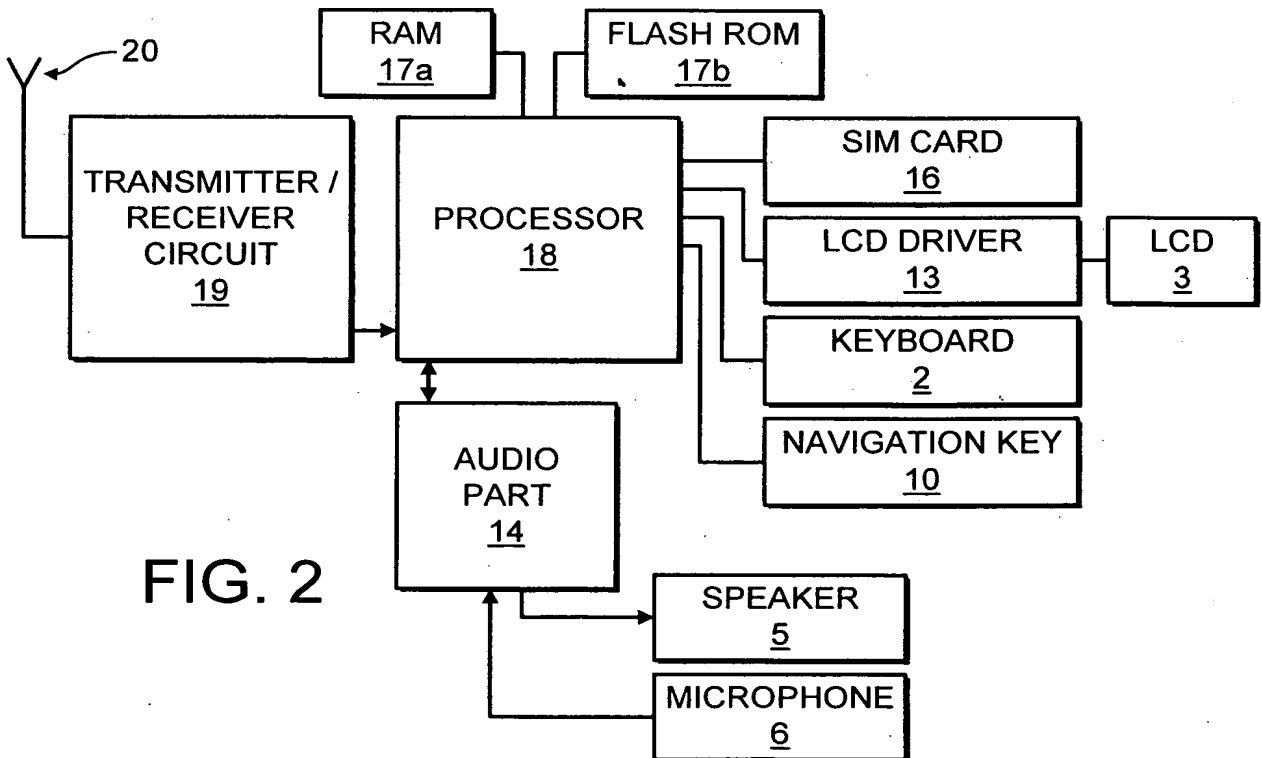 20
RAM
17a
FLASH ROM
17b
TRANSMITTER /
RECEIVER
CIRCUIT
19
PROCESSOR
18
SIM CARD
16
LCD DRIVER
13
LCD
3
KEYBOARD
2
NAVIGATION KEY
10
AUDIO
PART
14
SPEAKER
5
MICROPHONE
6
FIG. 2